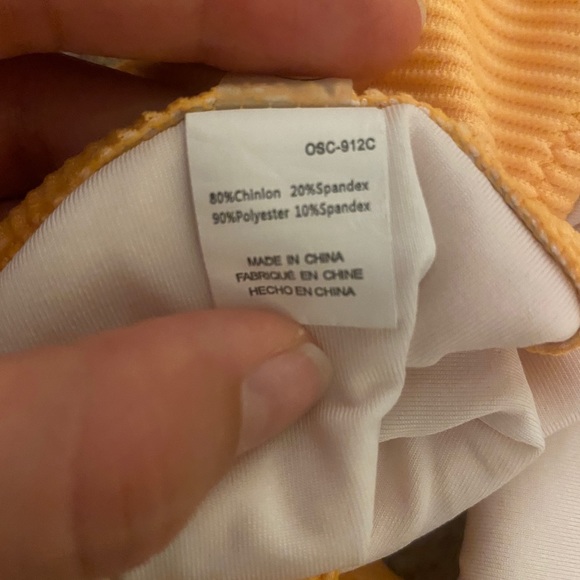 OSC-912C
80%Chinlon 20%Spandex
90%Polyester 10%Spandex
MADE IN CHINA
FABRIQUÉ EN CHINE
HECHO EN CHINA